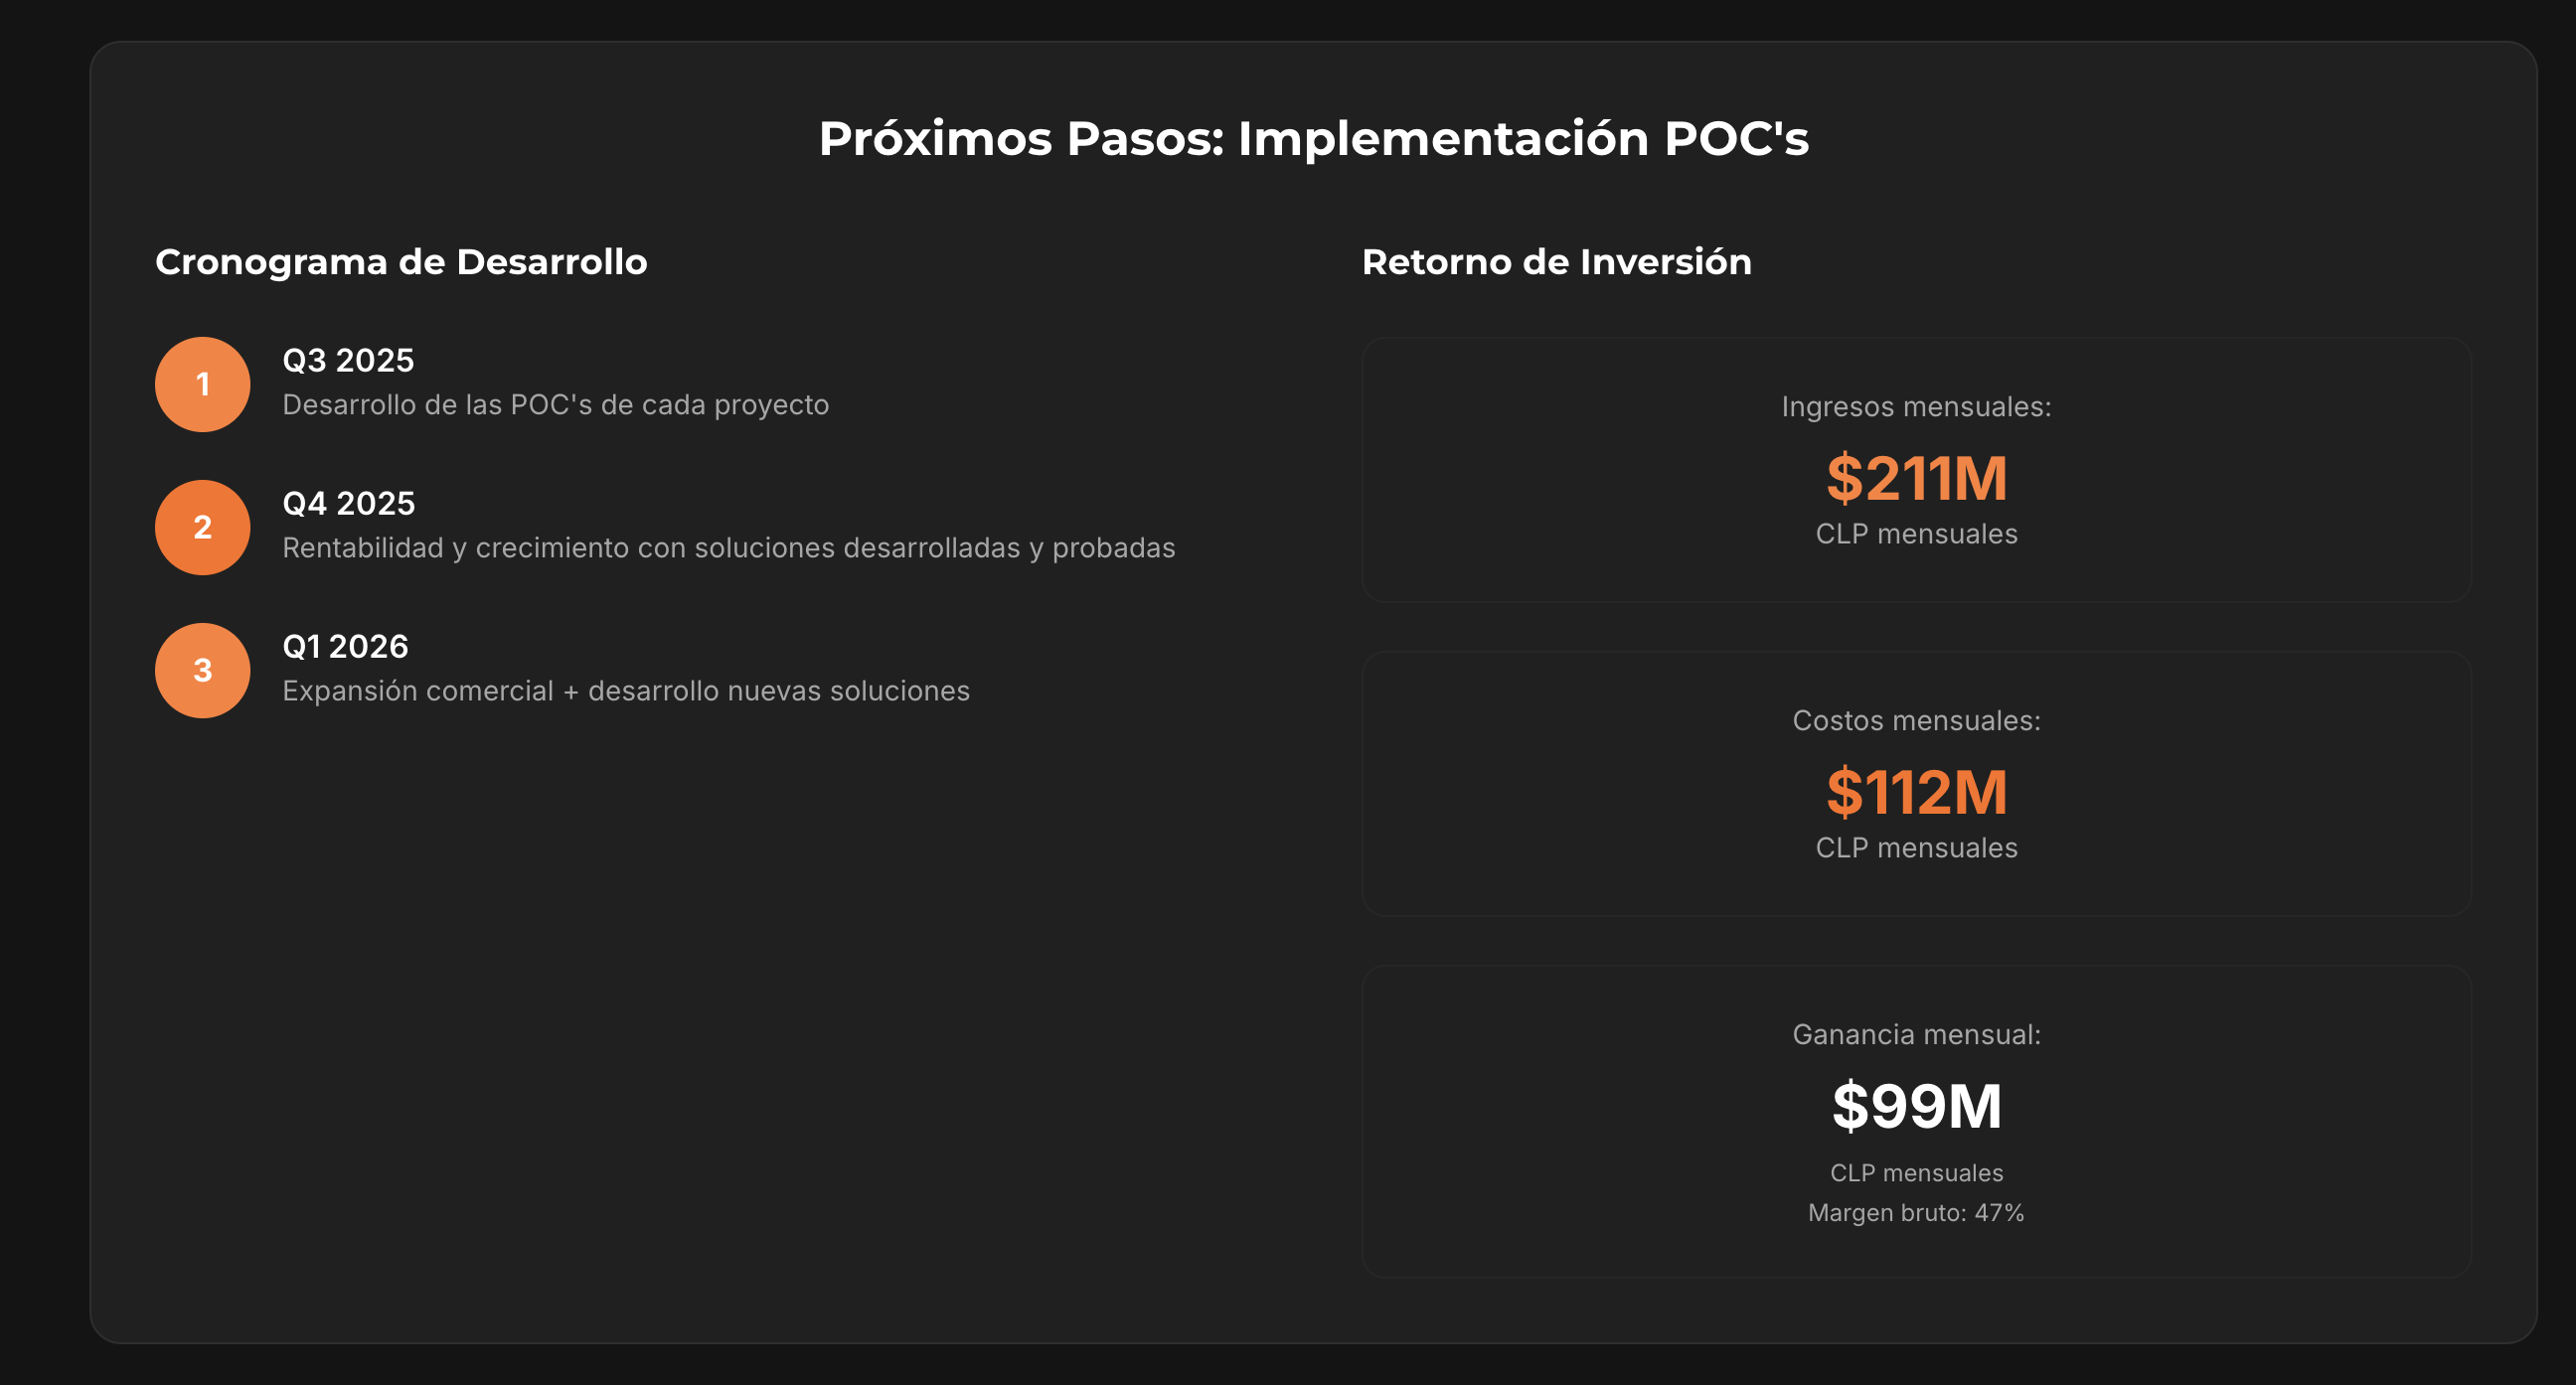 Próximos Pasos: Implementación POC's
Cronograma de Desarrollo
1
Q3 2025
Desarrollo de las POC's de cada proyecto
2
Q4 2025
Rentabilidad y crecimiento con soluciones desarrolladas y probadas
3
Q1 2026
Expansión comercial + desarrollo nuevas soluciones
Retorno de Inversión
Ingresos mensuales:
$211M
CLP mensuales
Costos mensuales:
$112M
CLP mensuales
Ganancia mensual:
$99M
CLP mensuales
Margen bruto: 47%